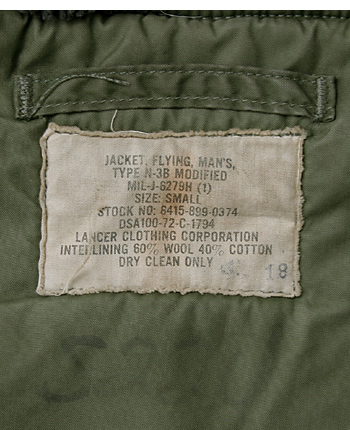 JACKET, FLYING, MAN'S,
TYPE N-3B MODIFIED
MIL-J-6279H (1)
SIZE: SMALL
STOCK NO: 8415-899-0374
DSA100-72-C-1794
LANCER CLOTHING CORPORATION
INTERLINING 60% WOOL 40% COTTON
DRY CLEAN ONLY
18